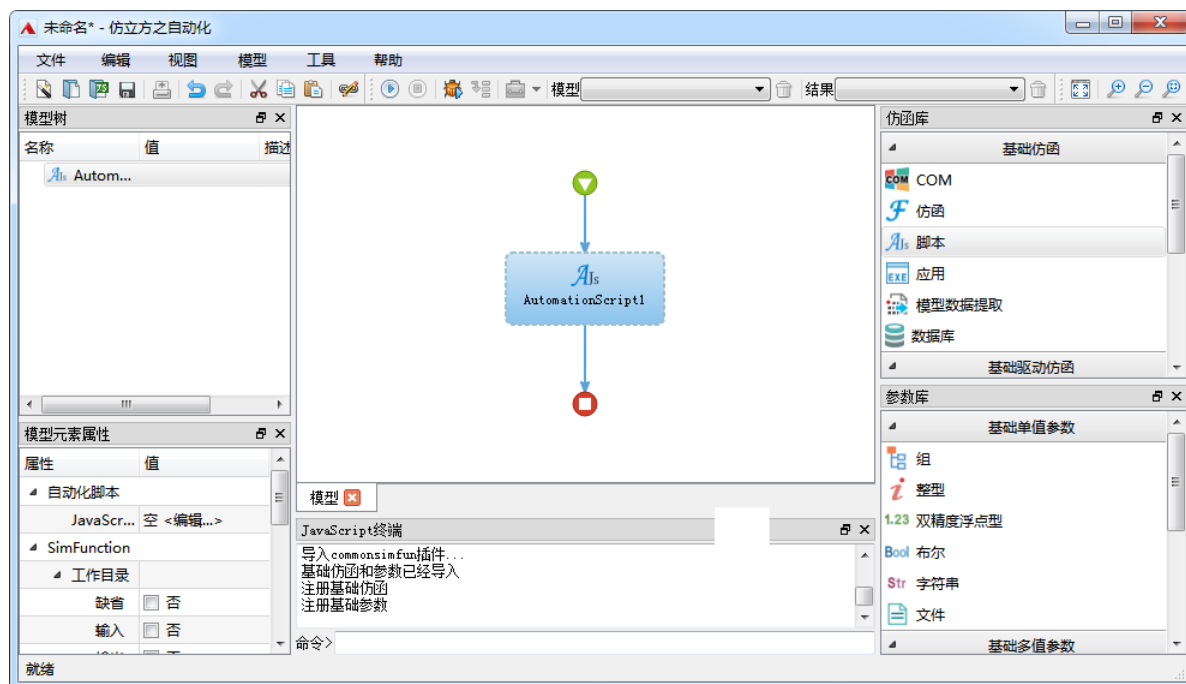 未命名* - 仿立方之自动化
文件 编辑 视图 模型 工具 帮助
模型 结果
模型树
名称 值 描述
AJs Autom...
模型元素属性
属性 值
自动化脚本
JavaScr... 空 <编辑...>
SimFunction
工作目录
缺省 否
输入 否
AJs
AutomationScript1
模型
JavaScript终端
导入commonsimfun插件...
基础仿函和参数已经导入
注册基础仿函
注册基础参数
命令>
仿函库
基础仿函
COM COM
F 仿函
AJs 脚本
EXE 应用
模型数据提取
数据库
基础驱动仿函
参数库
基础单值参数
组
i 整型
1.23 双精度浮点型
Bool 布尔
Str 字符串
文件
基础多值参数
就绪